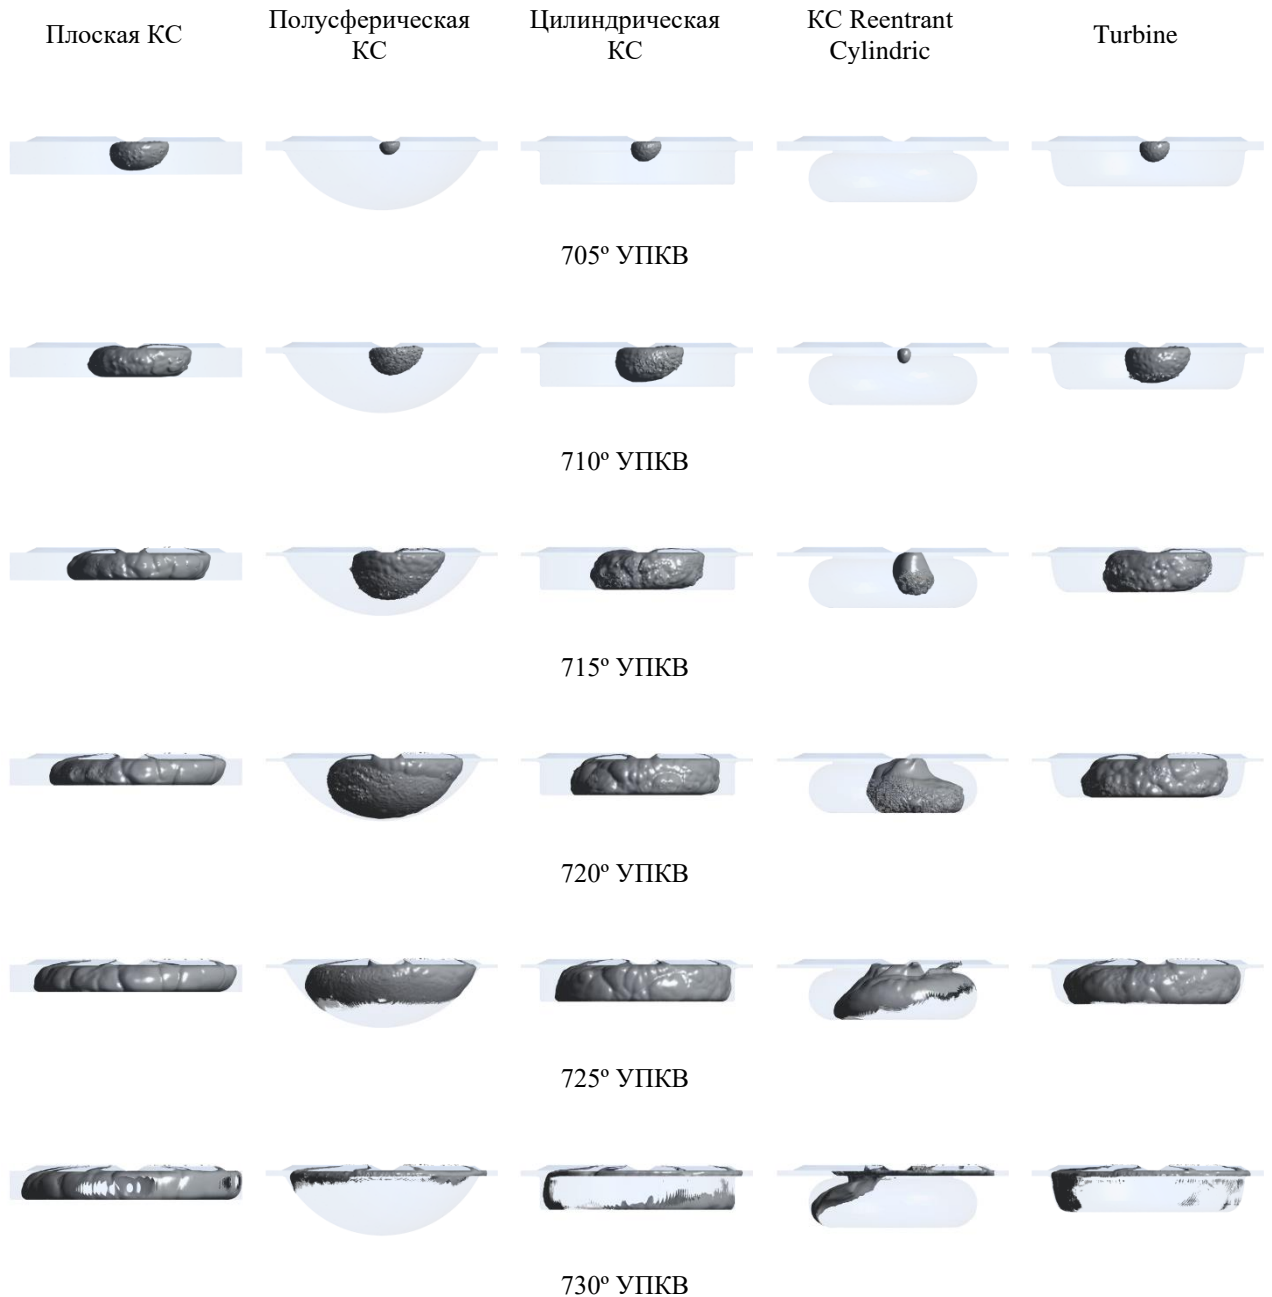 Плоская КС
Полусферическая
КС
Цилиндрическая
КС
КС Reentrant
Cylindric
Turbine
705º УПКВ
710º УПКВ
715º УПКВ
720º УПКВ
725º УПКВ
730º УПКВ